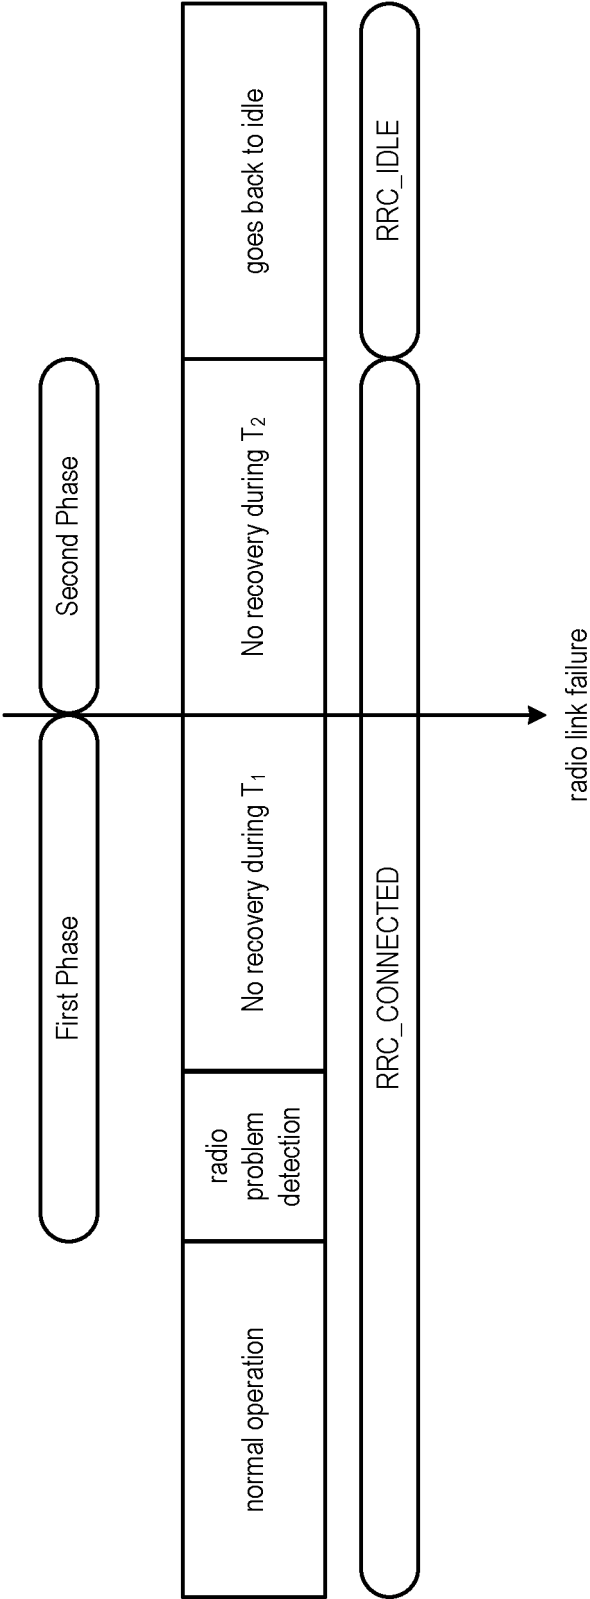 First Phase
Second Phase
normal operation
radio
problem
detection
No recovery during T₁
No recovery during T₂
goes back to idle
RRC_CONNECTED
RRC_IDLE
radio link failure